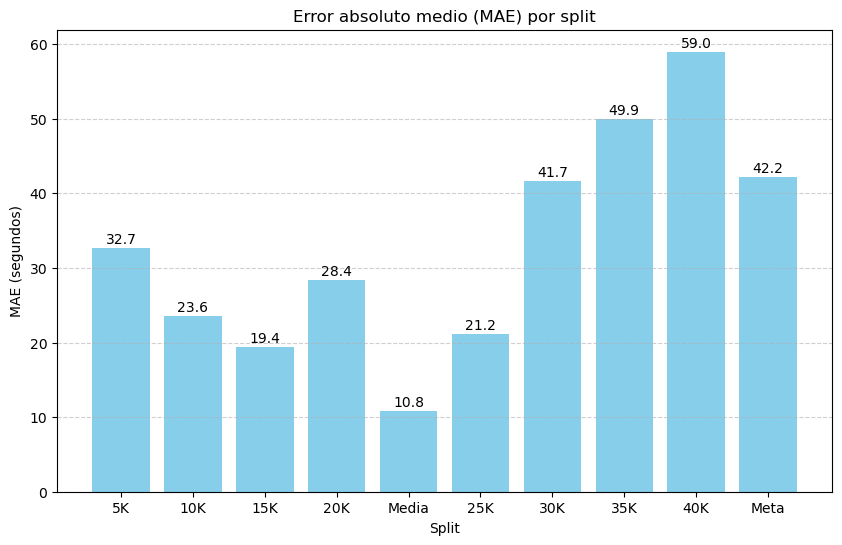 Error absoluto medio (MAE) por split
MAE (segundos)
60
50
40
30
20
10
0
32.7
23.6
19.4
28.4
10.8
21.2
41.7
49.9
59.0
42.2
5K
10K
15K
20K
Media
25K
30K
35K
40K
Meta
Split